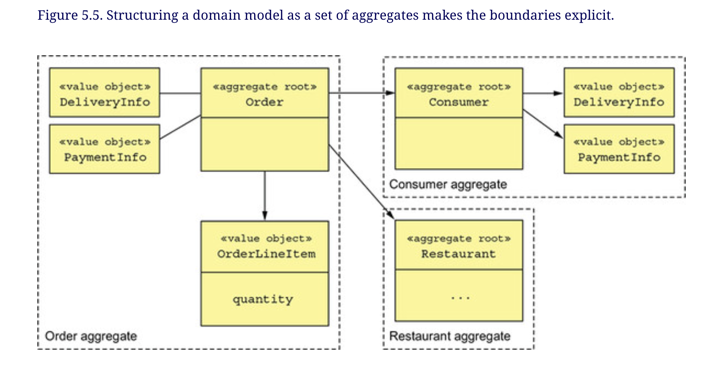 Figure 5.5. Structuring a domain model as a set of aggregates makes the boundaries explicit.
«value object»
DeliveryInfo
«value object»
PaymentInfo
«aggregate root»
Order
«value object»
OrderLineItem
quantity
Order aggregate
«aggregate root»
Consumer
«value object»
DeliveryInfo
«value object»
PaymentInfo
Consumer aggregate
«aggregate root»
Restaurant
...
Restaurant aggregate